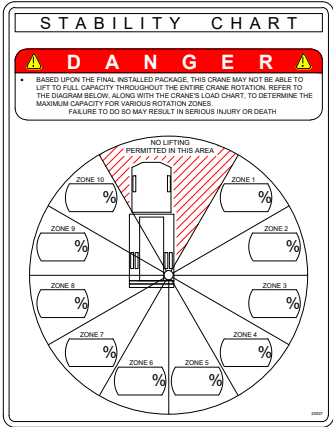 STABILITY CHART
DANGER
• BASED UPON THE FINAL INSTALLED PACKAGE, THIS CRANE MAY NOT BE ABLE TO
LIFT TO FULL CAPACITY THROUGHOUT THE ENTIRE CRANE ROTATION. REFER TO
THE DIAGRAM BELOW, ALONG WITH THE CRANE'S LOAD CHART, TO DETERMINE THE
MAXIMUM CAPACITY FOR VARIOUS ROTATION ZONES.
FAILURE TO DO SO MAY RESULT IN SERIOUS INJURY OR DEATH
NO LIFTING
PERMITTED IN THIS AREA
ZONE 10
%
ZONE 1
%
ZONE 9
%
ZONE 2
%
ZONE 8
%
ZONE 3
%
ZONE 7
%
ZONE 4
%
ZONE 6
%
ZONE 5
%